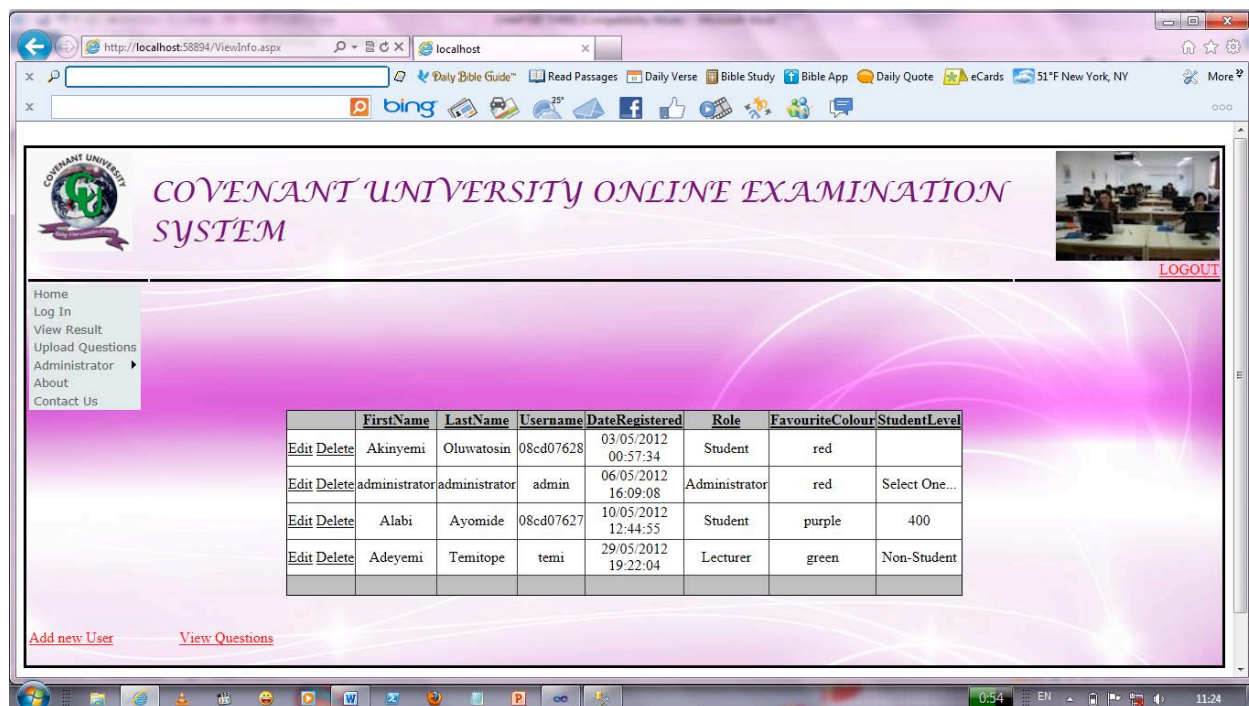 http://localhost:58894/ViewInfo.aspx
localhost
Daily Bible Guide™ Read Passages Daily Verse Bible Study Bible App Daily Quote eCards 51°F New York, NY More
bing 25°
COVENANT UNIVERSITY
COVENANT UNIVERSITY ONLINE EXAMINATION
SYSTEM
LOGOUT
Home
Log In
View Result
Upload Questions
Administrator
About
Contact Us
FirstName LastName Username DateRegistered Role FavouriteColour StudentLevel
Edit Delete Akinyemi Oluwatosin 08cd07628 03/05/2012 00:57:34 Student red
Edit Delete administrator administrator admin 06/05/2012 16:09:08 Administrator red Select One...
Edit Delete Alabi Ayomide 08cd07627 10/05/2012 12:44:55 Student purple 400
Edit Delete Adeyemi Temitope temi 29/05/2012 19:22:04 Lecturer green Non-Student
Add new User View Questions
0:54 EN 11:24